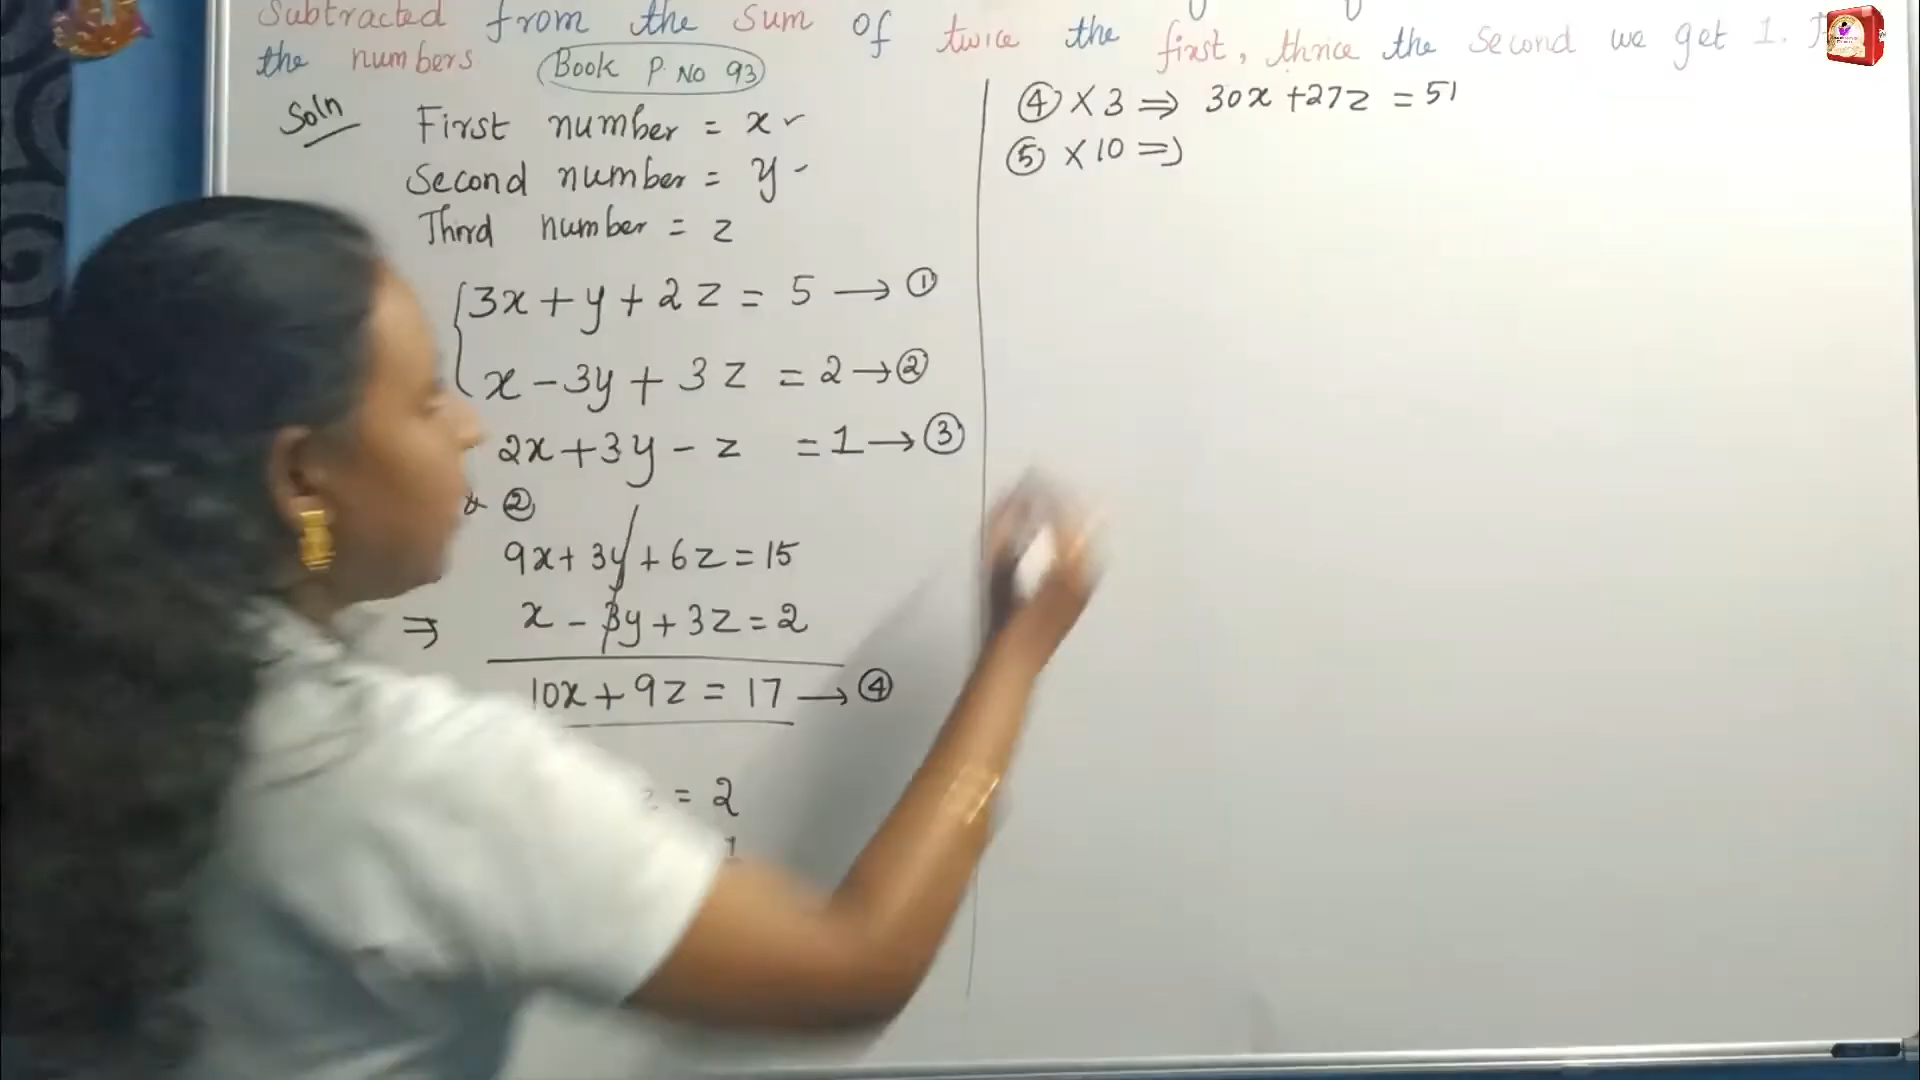 Subtracted from the sum of twice the first, thrice the second we get 1.
the numbers. (Book P. No 93)
Soln First number = x
Second number = y
Third number = z
3x + y + 2z = 5 → ①
x - 3y + 3z = 2 → ②
2x + 3y - z = 1 → ③
②
9x + 3y + 6z = 15
⇒ x - 3y + 3z = 2
10x + 9z = 17 → ④
= 2
1
④ × 3 ⇒ 30x + 27z = 51
⑤ × 10 ⇒